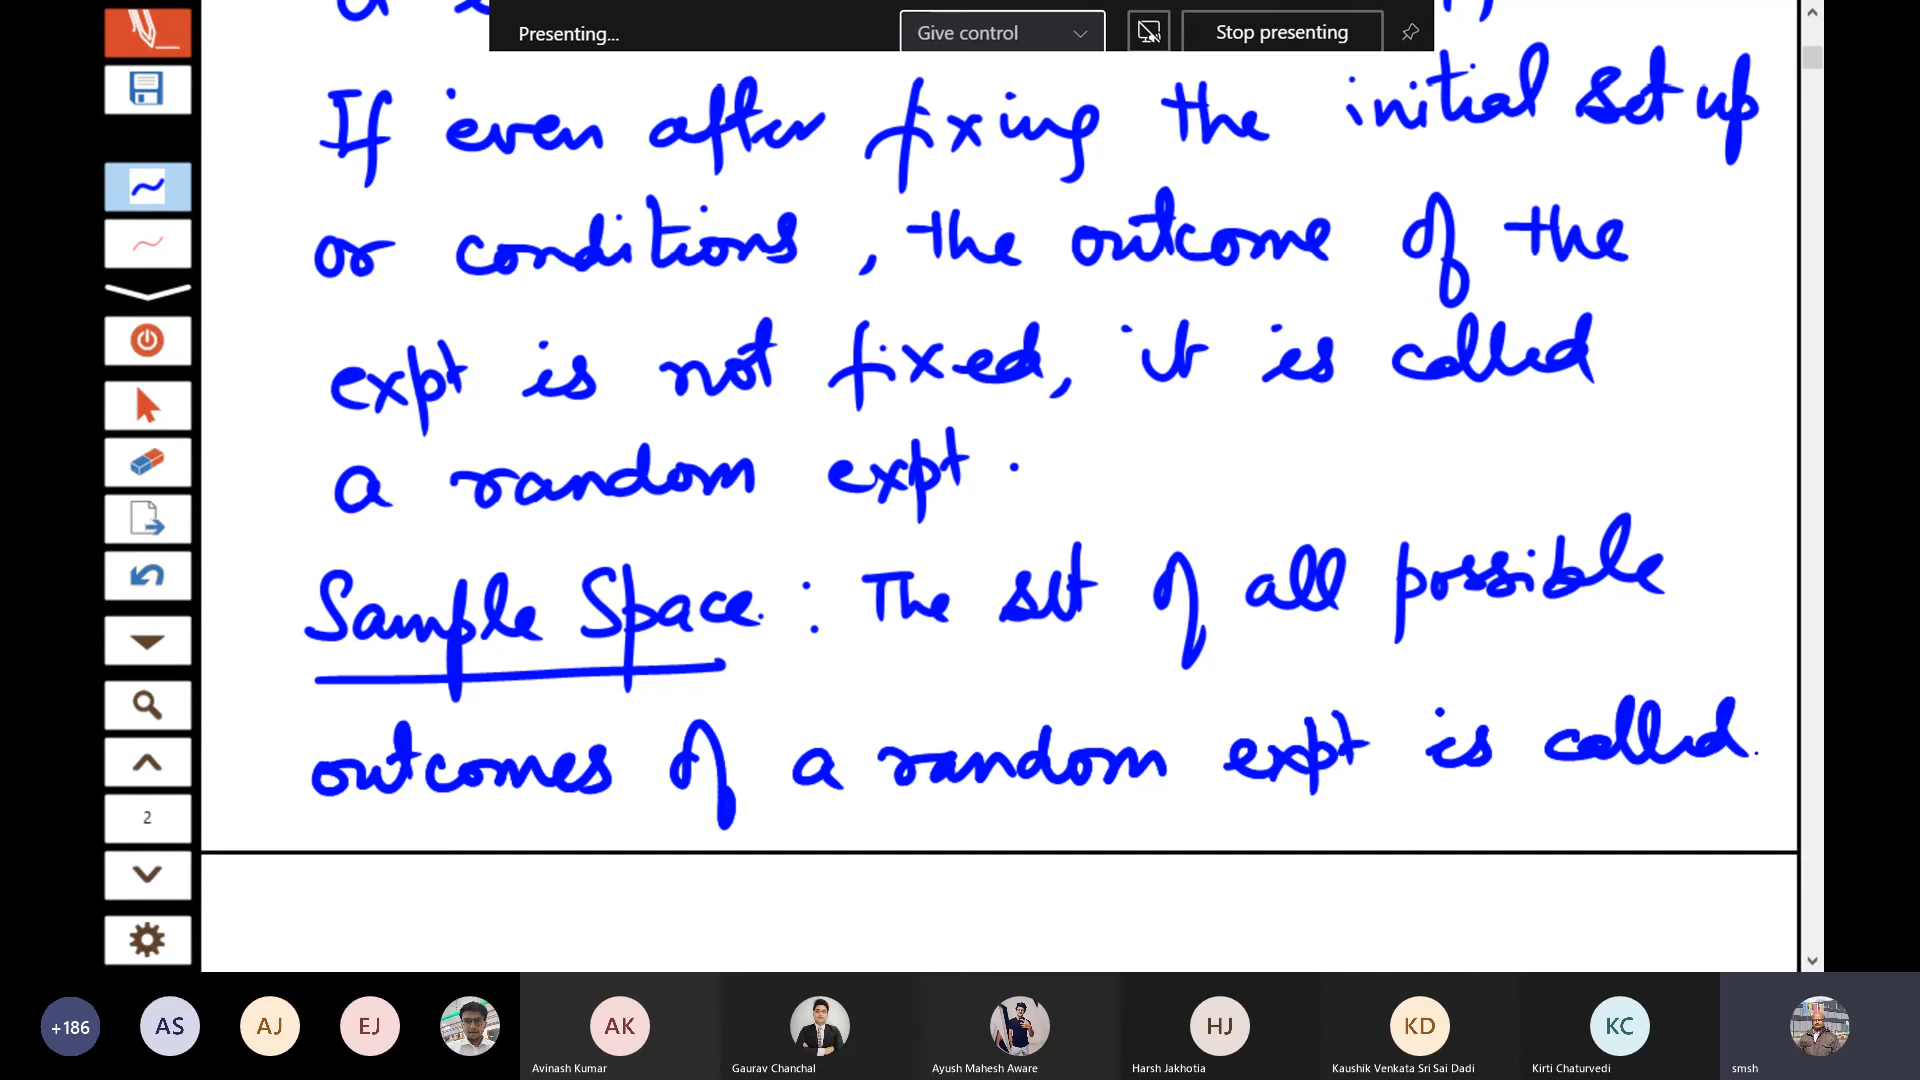 Presenting...
Give control
Stop presenting
If even after fixing the initial set up
or conditions, the outcome of the
expt is not fixed, it is called
a random expt.
Sample Space : The set of all possible
outcomes of a random expt is called
2
+186
AS
AJ
EJ
AK
HJ
KD
KC
Avinash Kumar
Gaurav Chanchal
Ayush Mahesh Aware
Harsh Jakhotia
Kaushik Venkata Sri Sai Dadi
Kirti Chaturvedi
smsh